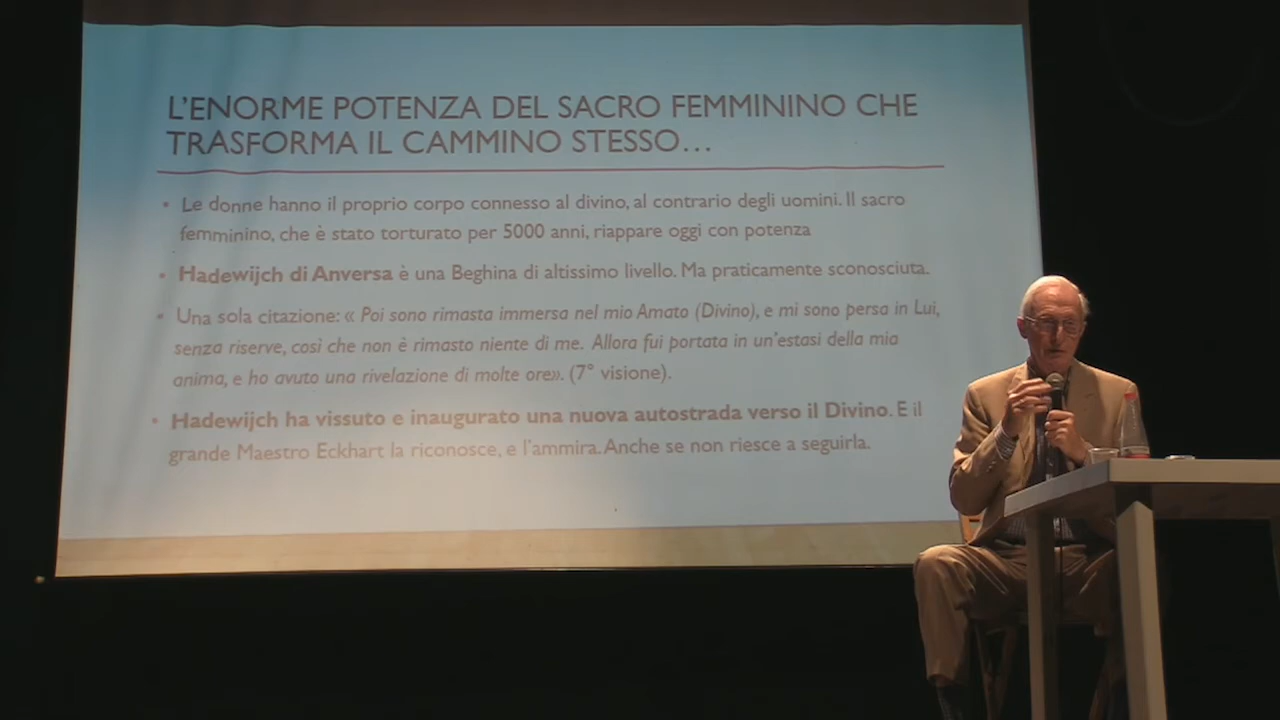 L'ENORME POTENZA DEL SACRO FEMMININO CHE
TRASFORMA IL CAMMINO STESSO…
• Le donne hanno il proprio corpo connesso al divino, al contrario degli uomini. Il sacro
femminino, che è stato torturato per 5000 anni, riappare oggi con potenza
• Hadewijch di Anversa è una Beghina di altissimo livello. Ma praticamente sconosciuta.
• Una sola citazione: « Poi sono rimasta immersa nel mio Amato (Divino), e mi sono persa in Lui,
senza riserve, così che non è rimasto niente di me. Allora fui portata in un'estasi della mia
anima, e ho avuto una rivelazione di molte ore». (7° visione).
• Hadewijch ha vissuto e inaugurato una nuova autostrada verso il Divino. E il
grande Maestro Eckhart la riconosce, e l'ammira. Anche se non riesce a seguirla.